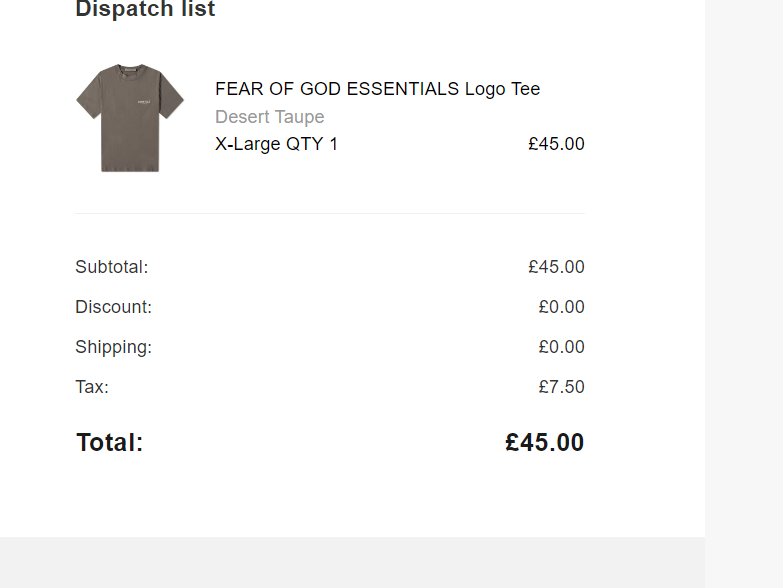 Dispatch list
FEAR OF GOD ESSENTIALS Logo Tee
Desert Taupe
X-Large QTY 1 £45.00
Subtotal: £45.00
Discount: £0.00
Shipping: £0.00
Tax: £7.50
Total: £45.00